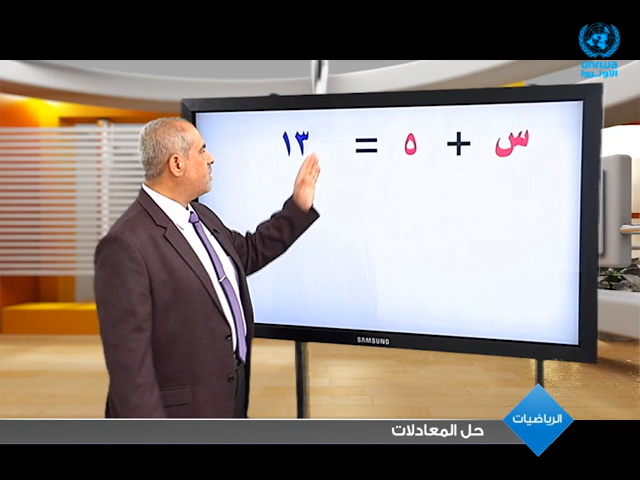 unrwa
الأونروا
س + ٥ = ١٣
SAMSUNG
الرياضيات
حل المعادلات